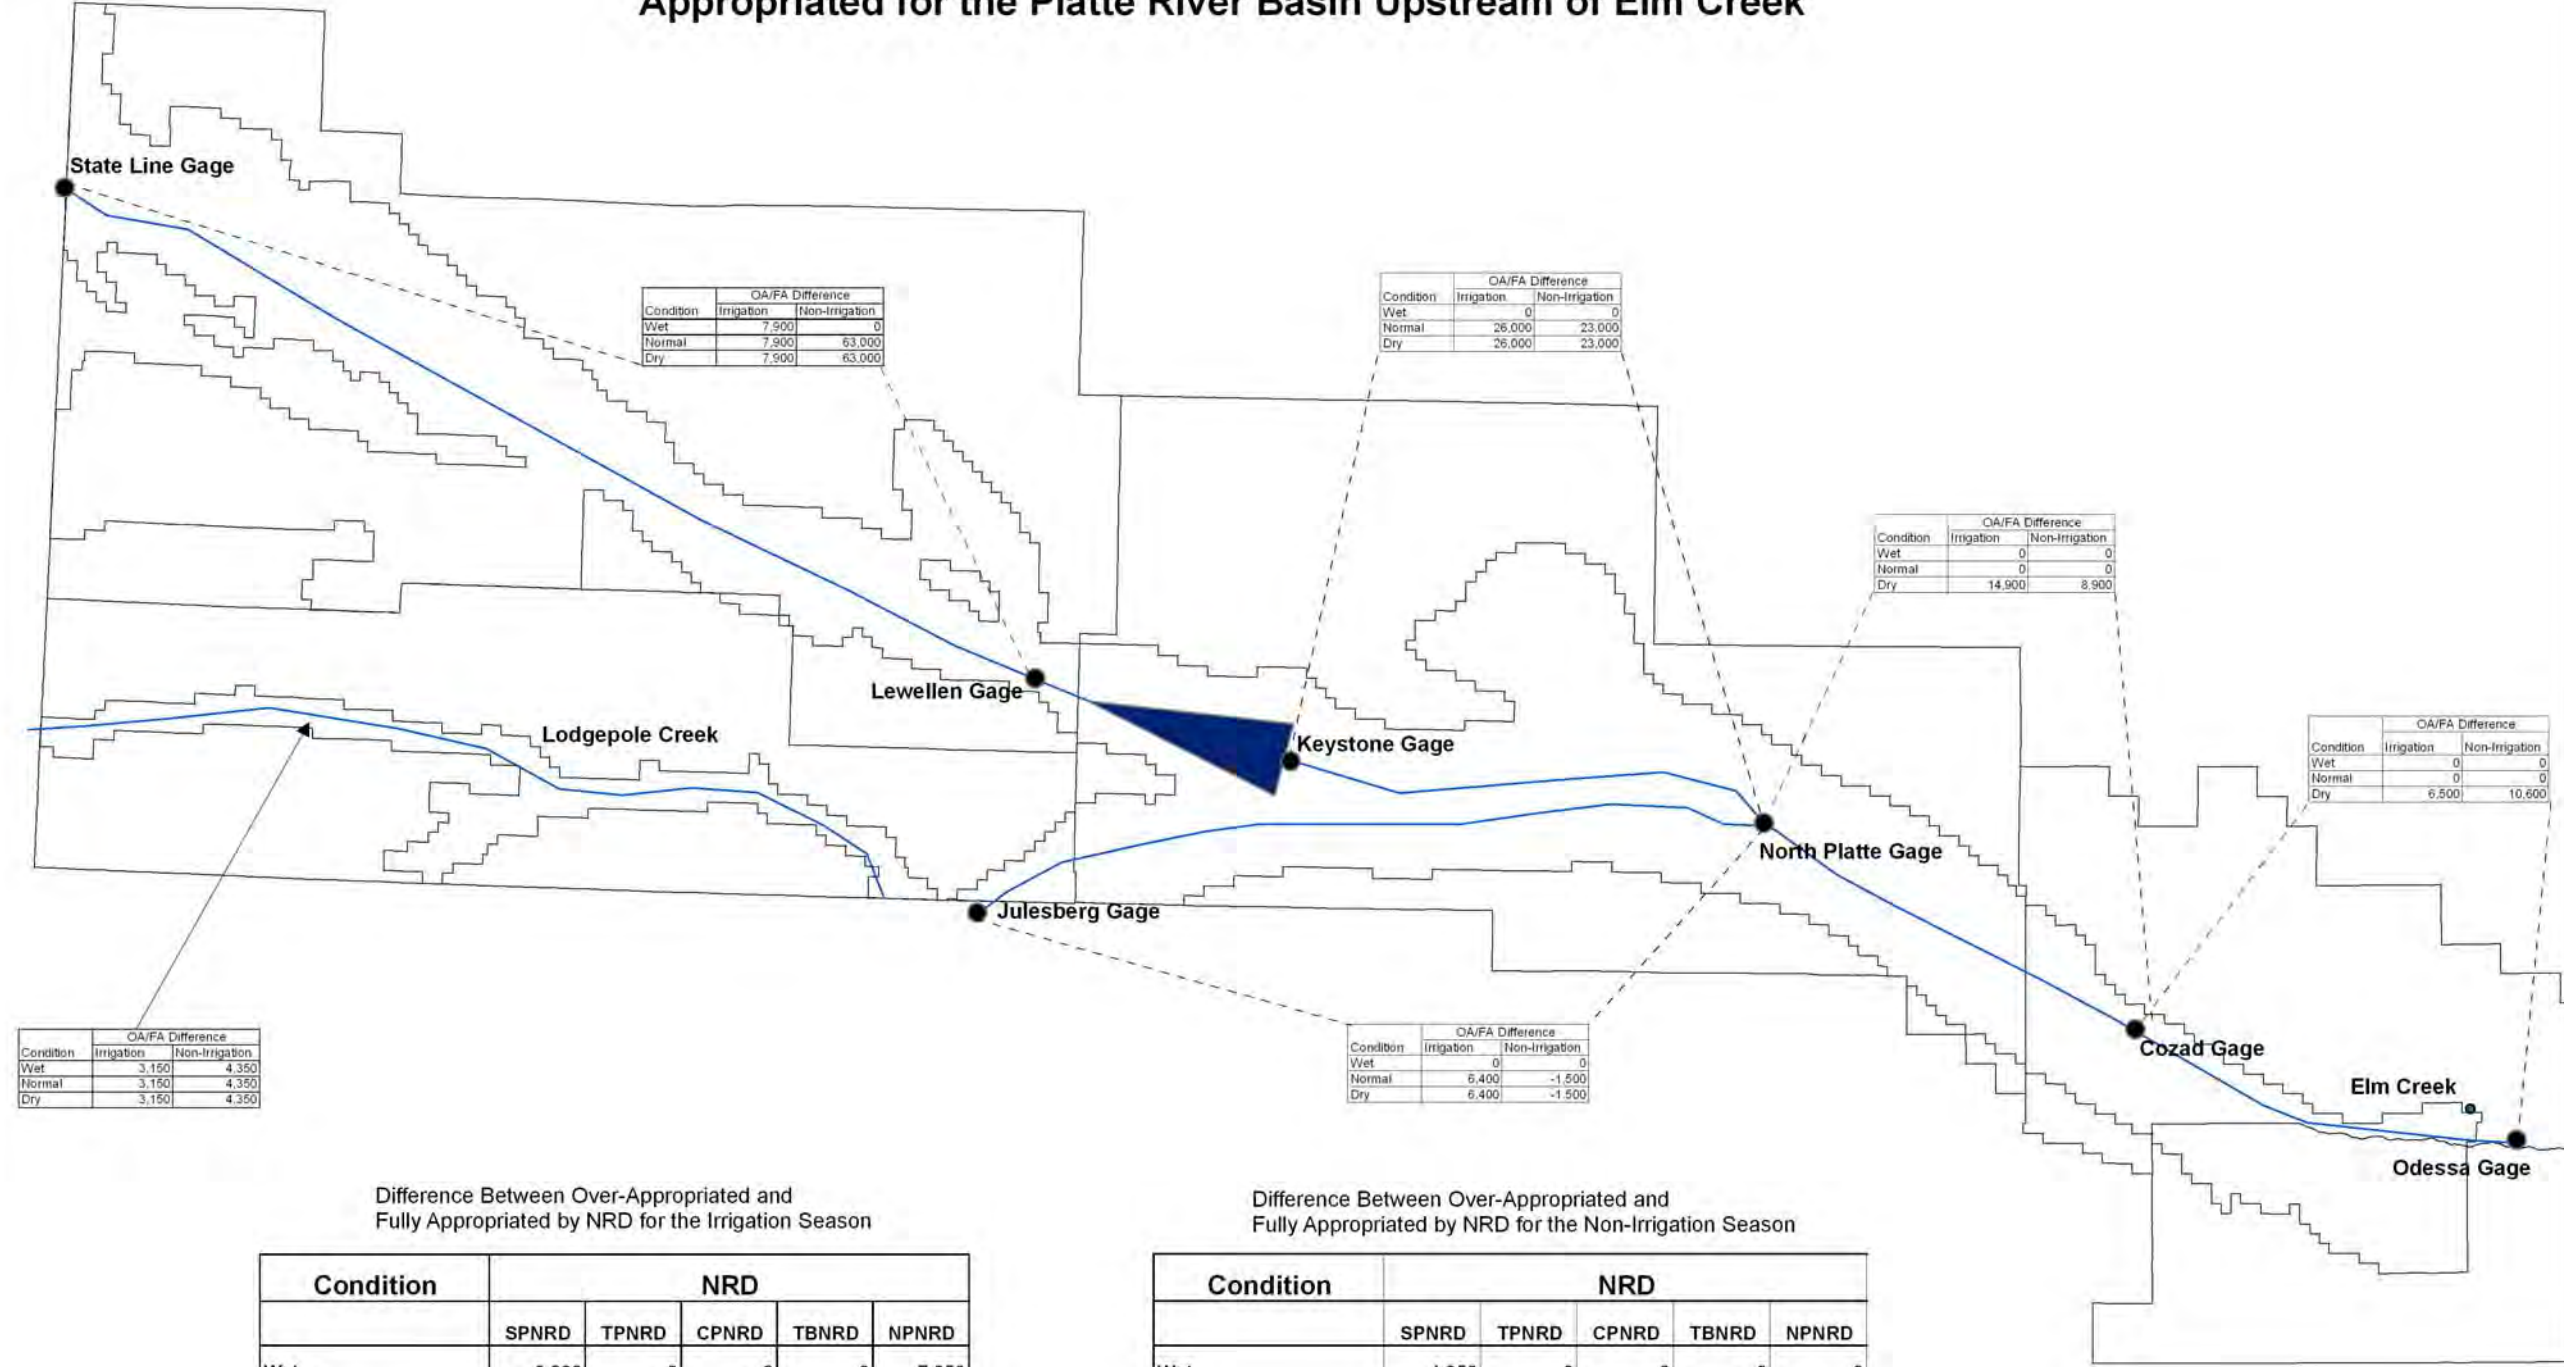 Appropriated for the Platte River Basin Upstream of Elm Creek
State Line Gage
OA/FA Difference
Condition Irrigation Non-Irrigation
Wet 7,900 0
Normal 7,900 63,000
Dry 7,900 63,000
OA/FA Difference
Condition Irrigation Non-Irrigation
Wet 0 0
Normal 26,000 23,000
Dry 26,000 23,000
OA/FA Difference
Condition Irrigation Non-Irrigation
Wet 0 0
Normal 0 0
Dry 14,900 8,900
Lewellen Gage
Lodgepole Creek
Keystone Gage
OA/FA Difference
Condition Irrigation Non-Irrigation
Wet 0 0
Normal 0 0
Dry 6,500 10,600
North Platte Gage
Julesberg Gage
OA/FA Difference
Condition Irrigation Non-Irrigation
Wet 3,150 4,350
Normal 3,150 4,350
Dry 3,150 4,350
OA/FA Difference
Condition Irrigation Non-Irrigation
Wet 0 0
Normal 6,400 -1,500
Dry 6,400 -1,500
Cozad Gage
Elm Creek
Odessa Gage
Difference Between Over-Appropriated and
Fully Appropriated by NRD for the Irrigation Season
Condition NRD
SPNRD TPNRD CPNRD TBNRD NPNRD
Difference Between Over-Appropriated and
Fully Appropriated by NRD for the Non-Irrigation Season
Condition NRD
SPNRD TPNRD CPNRD TBNRD NPNRD